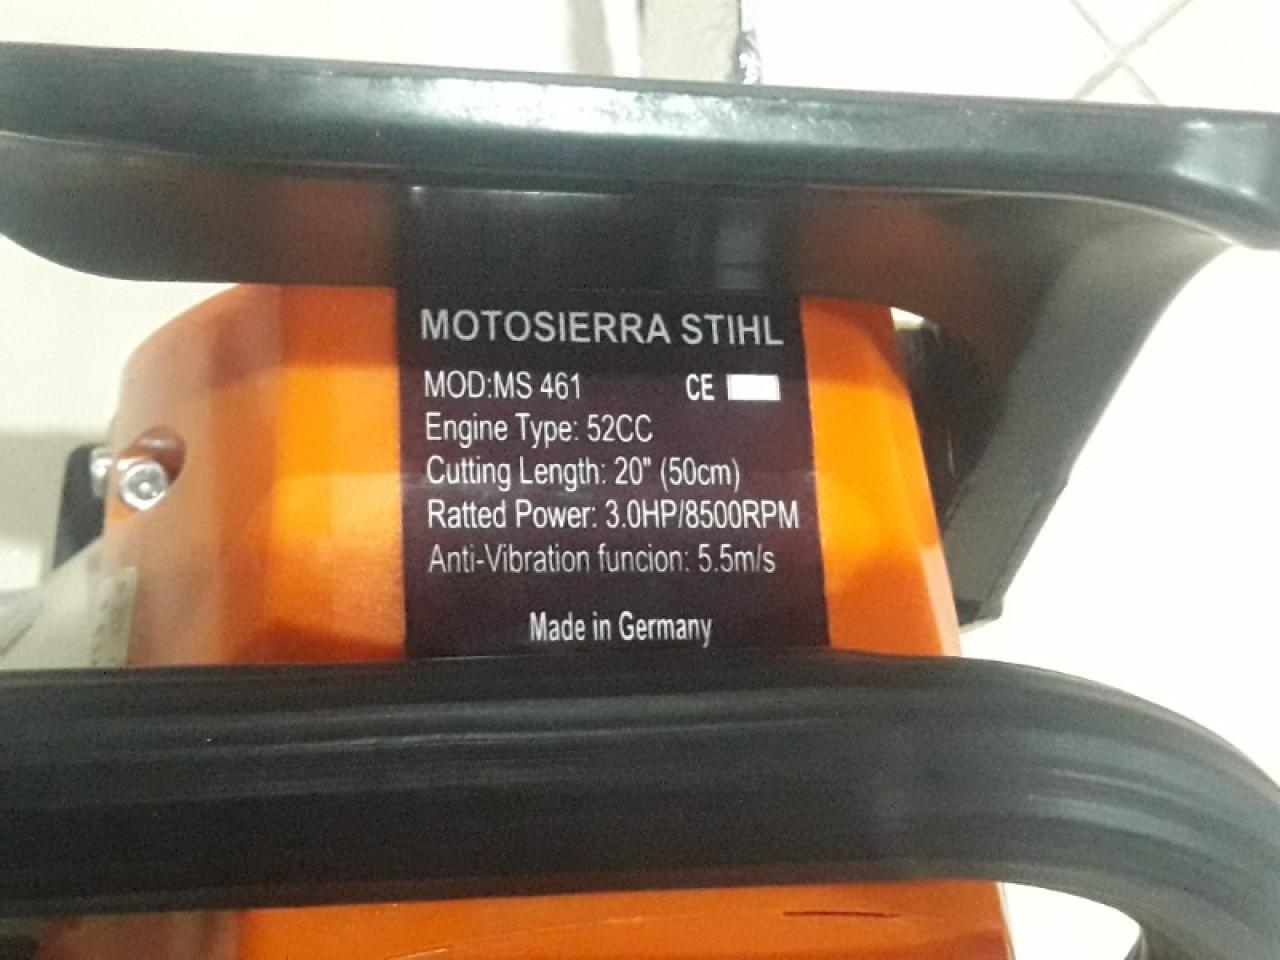 MOTOSIERRA STIHL
MOD:MS 461 CE
Engine Type: 52CC
Cutting Length: 20" (50cm)
Ratted Power: 3.0HP/8500RPM
Anti-Vibration funcion: 5.5m/s
Made in Germany